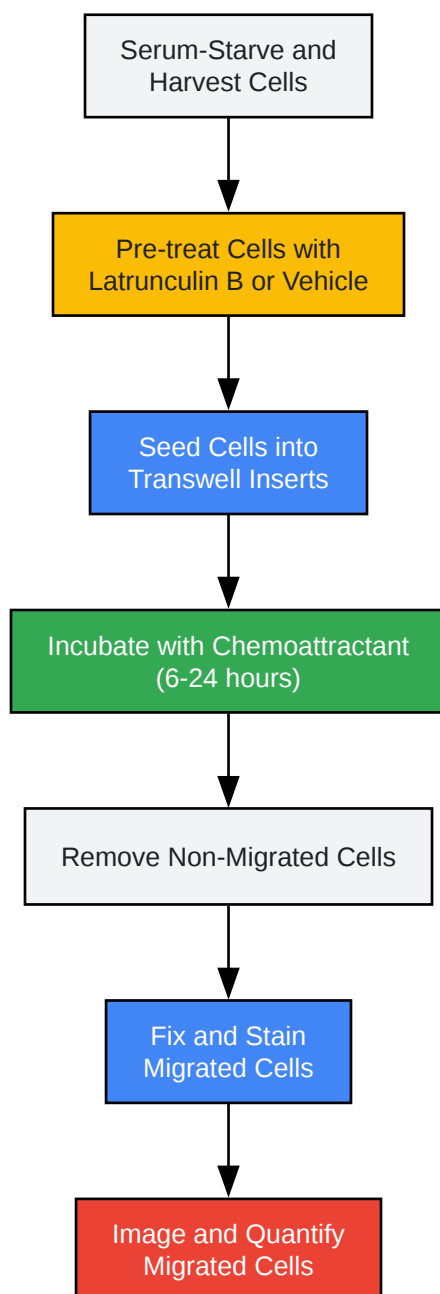 Serum-Starve and
Harvest Cells
Pre-treat Cells with
Latrunculin B or Vehicle
Seed Cells into
Transwell Inserts
Incubate with Chemoattractant
(6-24 hours)
Remove Non-Migrated Cells
Fix and Stain
Migrated Cells
Image and Quantify
Migrated Cells